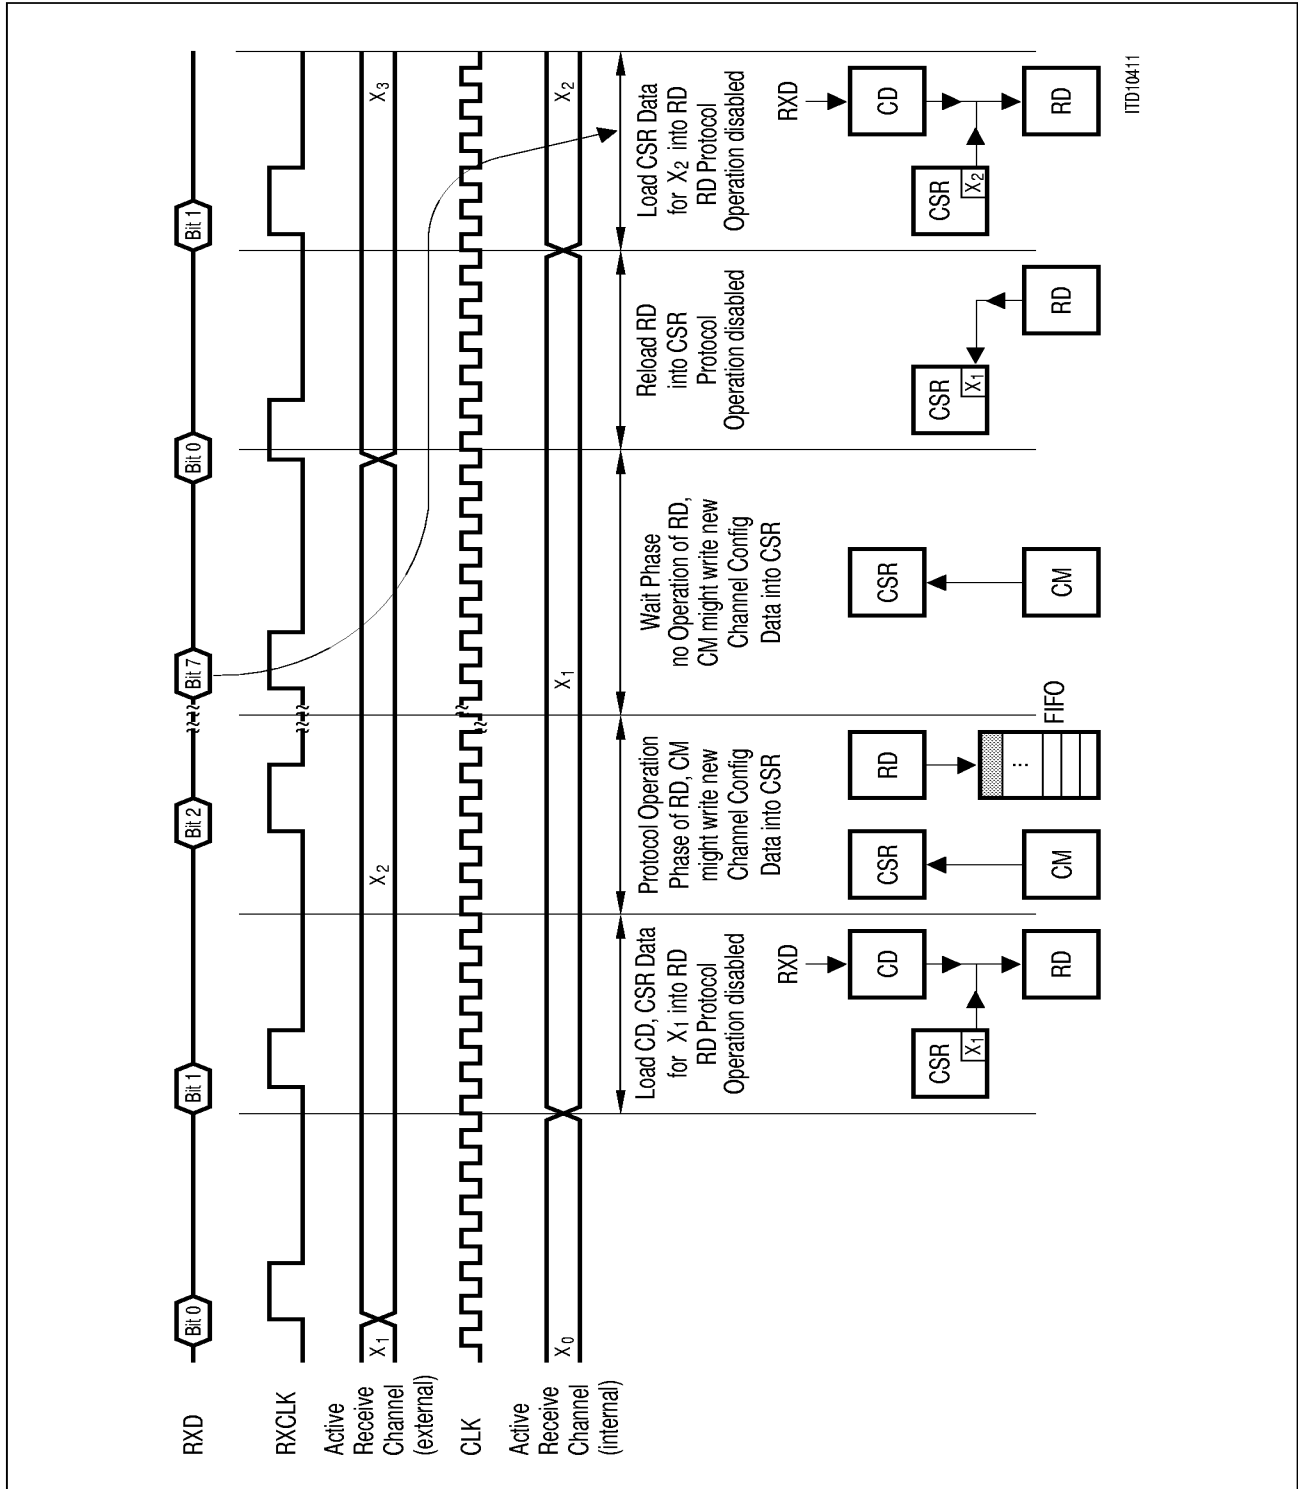 RXD
Bit 0
Bit 1
Bit 2
Bit 7
Bit 0
Bit 1
RXCLK
Active
Receive
Channel
(external)
X1
X2
X3
CLK
Active
Receive
Channel
(internal)
X0
X1
X2
Load CD, CSR Data
for X1 into RD
RD Protocol
Operation disabled
Protocol Operation
Phase of RD, CM
might write new
Channel Config
Data into CSR
Wait Phase
no Operation of RD,
CM might write new
Channel Config
Data into CSR
Reload RD
into CSR
Protocol
Operation disabled
Load CSR Data
for X2 into RD
RD Protocol
Operation disabled
RXD
CD
CSR
X1
RD
CSR
CM
RD
...
FIFO
CSR
CM
CSR
X1
RD
RXD
CD
CSR
X2
RD
ITD10411